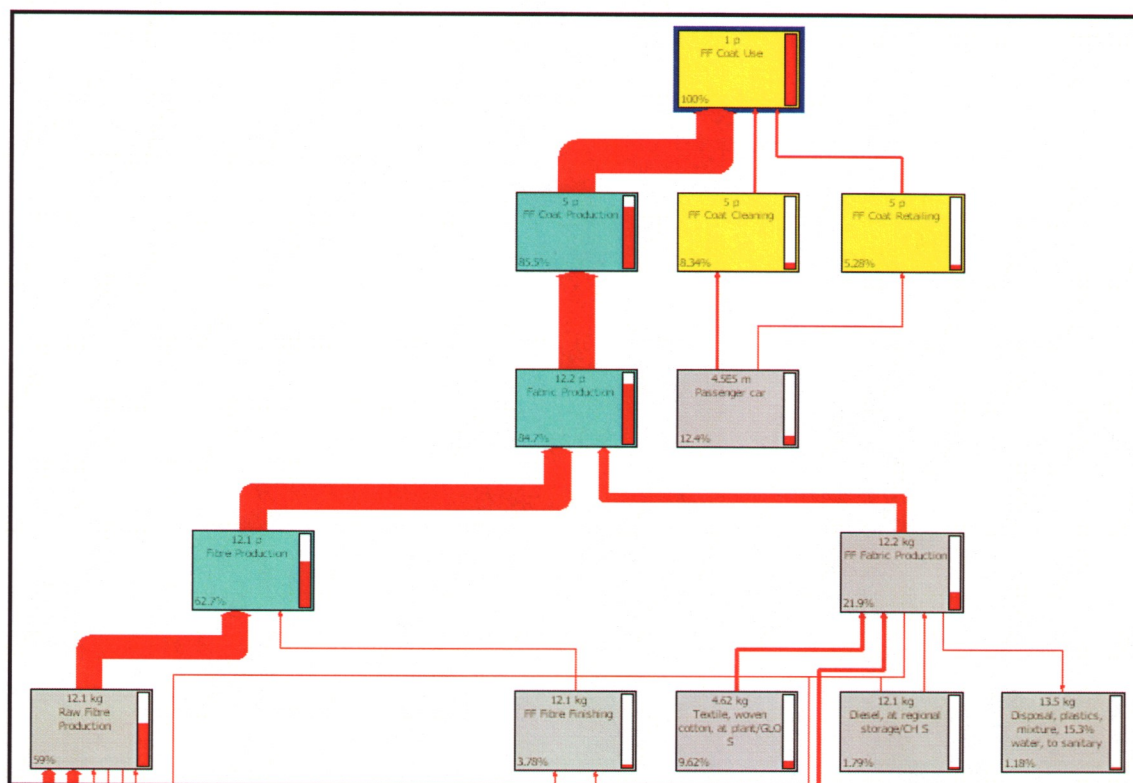 1 p
FF Coat Use
100%
5 p
FF Coat Production
85.5%
5 p
FF Coat Cleaning
8.34%
5 p
FF Coat Retailing
5.28%
12.2 p
Fabric Production
84.7%
4.5E5 m
Passenger car
12.4%
12.1 p
Fibre Production
62.7%
12.2 kg
FF Fabric Production
21.9%
12.1 kg
Raw Fibre
Production
59%
12.1 kg
FF Fibre Finishing
3.78%
4.62 kg
Textile, woven
cotton, at plant/GLO
S
9.62%
12.1 kg
Diesel, at regional
storage/CH S
1.79%
13.5 kg
Disposal, plastics,
mixture, 15.3%
water, to sanitary
1.18%